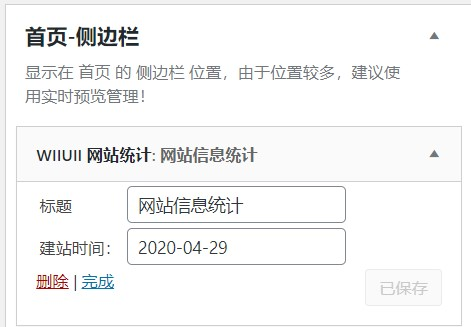 首页-侧边栏
显示在 首页 的 侧边栏 位置，由于位置较多，建议使
用实时预览管理！
WIIUII 网站统计: 网站信息统计
标题 网站信息统计
建站时间： 2020-04-29
删除 | 完成 已保存